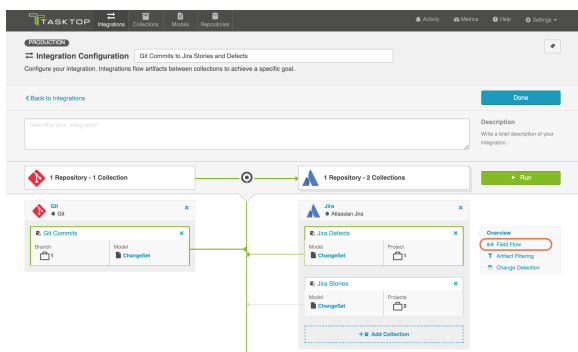 TASKTOP
Integrations
Collections
Models
Repositories
Activity
Metrics
Help
Settings
PRODUCTION
Integration Configuration
Git Commits to Jira Stories and Defects
Configure your integration. Integrations flow artifacts between collections to achieve a specific goal.
Back to Integrations
Done
Describe your integration
Description
Write a brief description of your
integration.
1 Repository - 1 Collection
1 Repository - 2 Collections
Run
Git
Git
Git Commits
Branch
1
Model
ChangeSet
Jira
Atlassian Jira
Jira Defects
Model
ChangeSet
Project
1
Jira Stories
Model
ChangeSet
Projects
2
+ Add Collection
Overview
Field Flow
Artifact Filtering
Change Detection